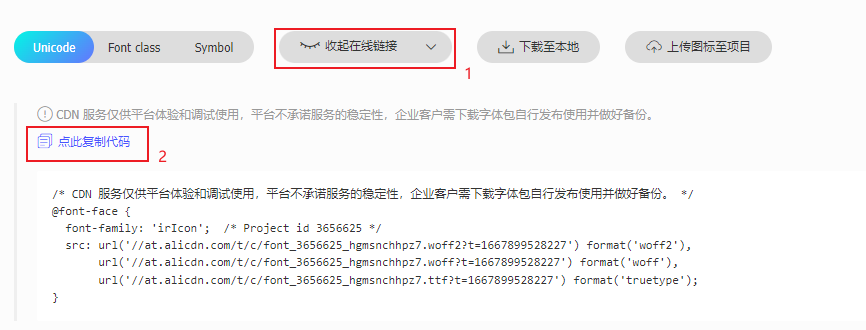 Unicode Font class Symbol 收起在线链接 下载至本地 上传图标至项目
1
CDN 服务仅供平台体验和调试使用，平台不承诺服务的稳定性，企业客户需下载字体包自行发布使用并做好备份。
点此复制代码 2
/* CDN 服务仅供平台体验和调试使用，平台不承诺服务的稳定性，企业客户需下载字体包自行发布使用并做好备份。 */
@font-face {
  font-family: 'irIcon';  /* Project id 3656625 */
  src: url('//at.alicdn.com/t/c/font_3656625_hgmsnchhpz7.woff2?t=1667899528227') format('woff2'),
       url('//at.alicdn.com/t/c/font_3656625_hgmsnchhpz7.woff?t=1667899528227') format('woff'),
       url('//at.alicdn.com/t/c/font_3656625_hgmsnchhpz7.ttf?t=1667899528227') format('truetype');
}